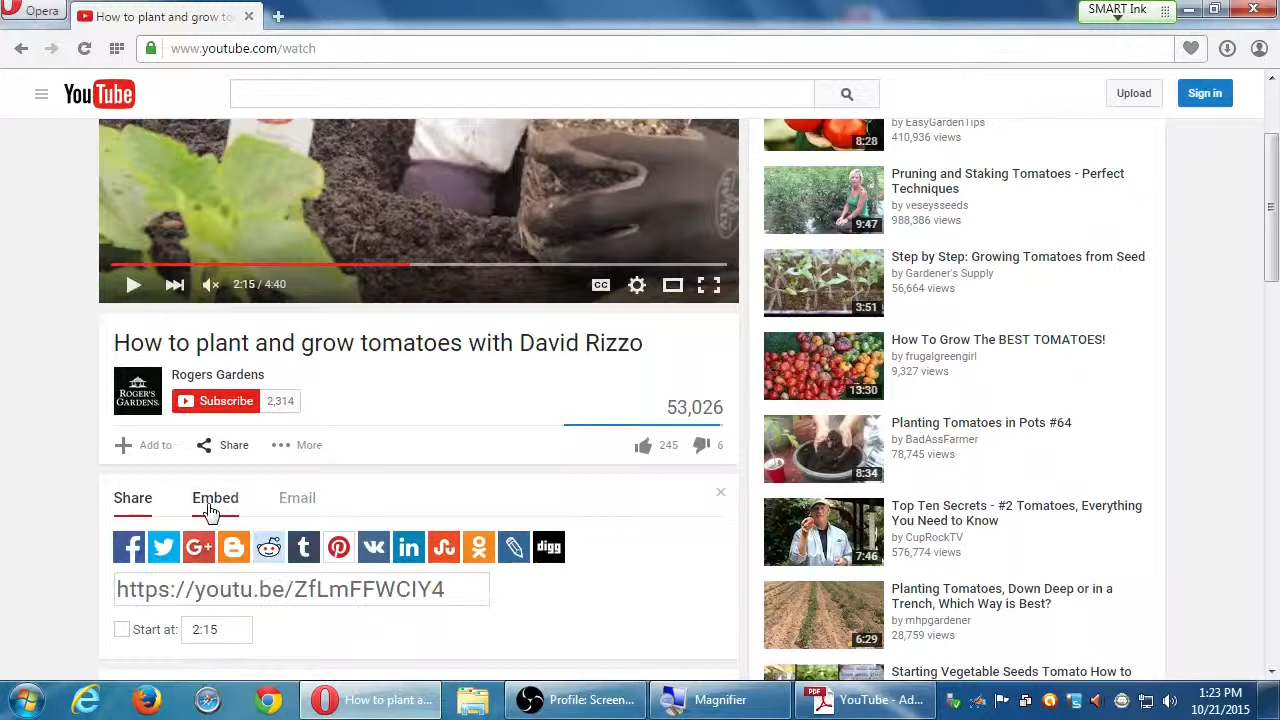 Opera
How to plant and grow to
SMART Ink
www.youtube.com/watch
YouTube
Upload
Sign in
by EasyGardenTips
410,936 views
8:28
Pruning and Staking Tomatoes - Perfect
Techniques
by veseysseeds
988,386 views
9:47
Step by Step: Growing Tomatoes from Seed
by Gardener's Supply
56,664 views
3:51
How To Grow The BEST TOMATOES!
by frugalgreengirl
9,327 views
13:30
Planting Tomatoes in Pots #64
by BadAssFarmer
78,745 views
8:34
Top Ten Secrets - #2 Tomatoes, Everything
You Need to Know
by CupRockTV
576,774 views
7:46
Planting Tomatoes, Down Deep or in a
Trench, Which Way is Best?
by mhpgardener
28,759 views
6:29
Starting Vegetable Seeds Tomato How to
2:15 / 4:40
CC
How to plant and grow tomatoes with David Rizzo
ROGER'S
GARDENS
Rogers Gardens
Subscribe
2,314
53,026
Add to
Share
More
245
6
Share
Embed
Email
digg
https://youtu.be/ZfLmFFWCIY4
Start at:
2:15
How to plant a...
Profile: Screen...
Magnifier
PDF
YouTube - Ad...
1:23 PM
10/21/2015